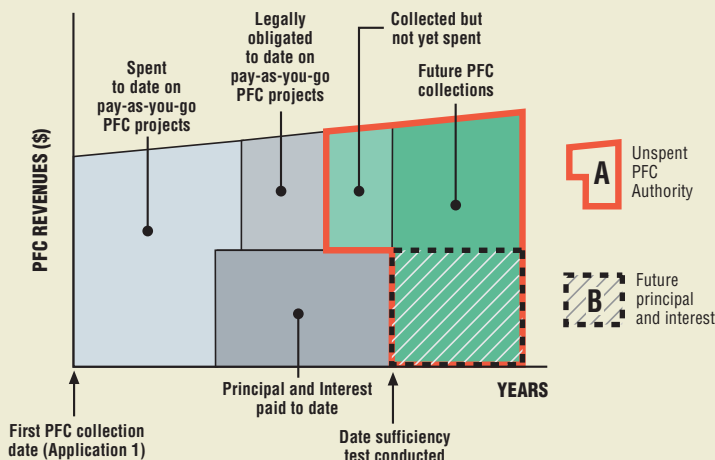 Legally
obligated
to date on
pay-as-you-go
PFC projects
Collected but
not yet spent
Spent
to date on
pay-as-you-go
PFC projects
Future PFC
collections
PFC REVENUES ($)
A
Unspent
PFC
Authority
B
Future
principal
and interest
Principal and Interest
paid to date
YEARS
First PFC collection
date (Application 1)
Date sufficiency
test conducted